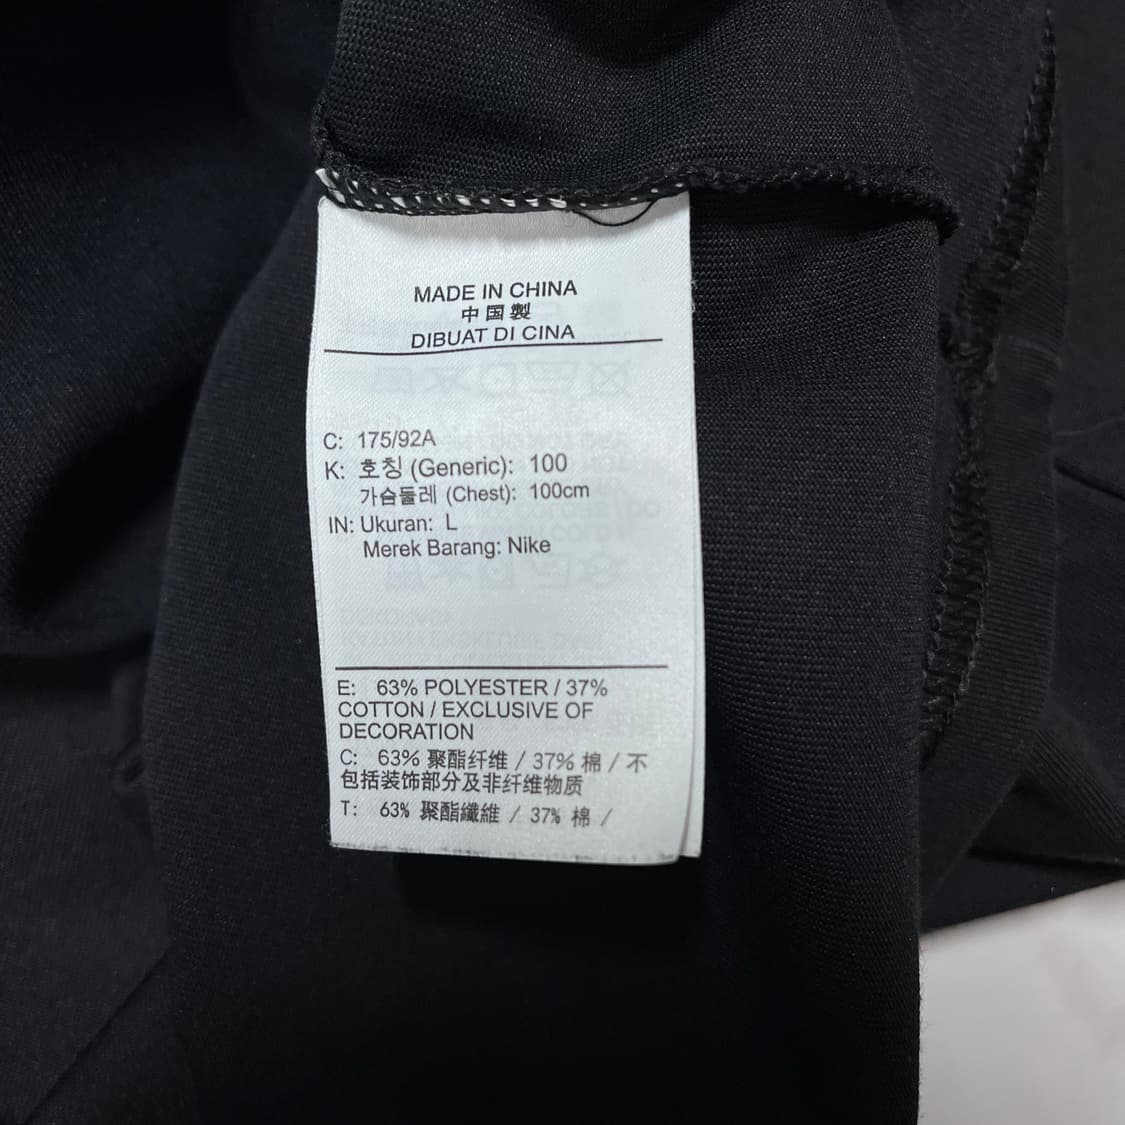 MADE IN CHINA
中国製
DIBUAT DI CINA
C: 175/92A
K: 호칭 (Generic): 100
가슴둘레 (Chest): 100cm
IN: Ukuran: L
Merek Barang: Nike
E: 63% POLYESTER / 37%
COTTON / EXCLUSIVE OF
DECORATION
C: 63% 聚酯纤维 / 37% 棉 / 不
包括装饰部分及非纤维物质
T: 63% 聚酯纖維 / 37% 棉 /